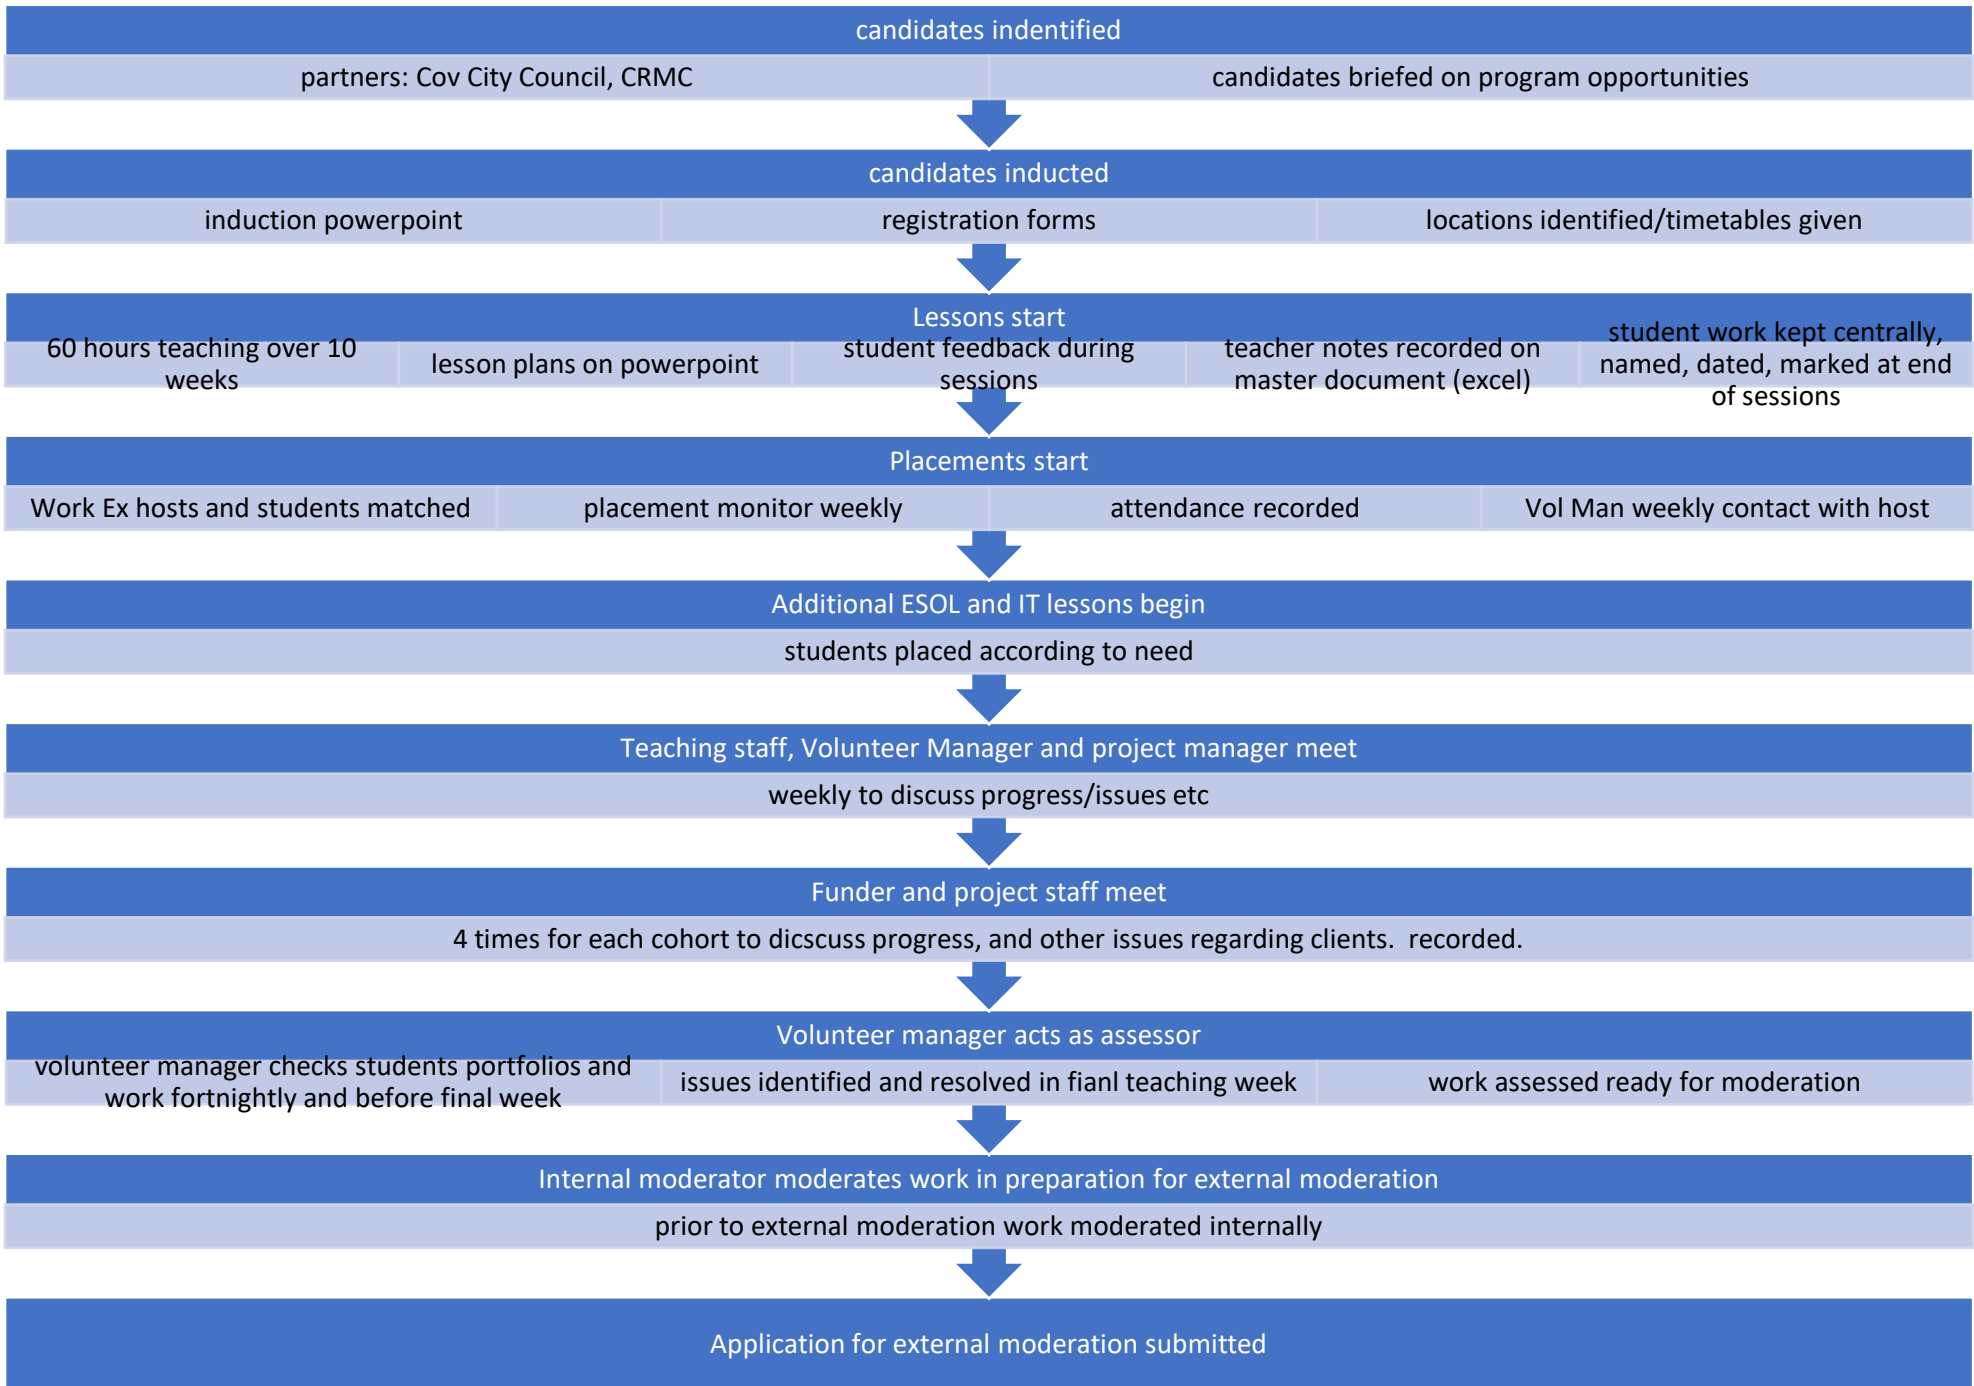 candidates indentified
partners: Cov City Council, CRMC
candidates briefed on program opportunities
candidates inducted
induction powerpoint
registration forms
locations identified/timetables given
Lessons start
60 hours teaching over 10
weeks
lesson plans on powerpoint
student feedback during
sessions
teacher notes recorded on
master document (excel)
student work kept centrally,
named, dated, marked at end
of sessions
Placements start
Work Ex hosts and students matched
placement monitor weekly
attendance recorded
Vol Man weekly contact with host
Additional ESOL and IT lessons begin
students placed according to need
Teaching staff, Volunteer Manager and project manager meet
weekly to discuss progress/issues etc
Funder and project staff meet
4 times for each cohort to dicscuss progress, and other issues regarding clients.  recorded.
Volunteer manager acts as assessor
volunteer manager checks students portfolios and
work fortnightly and before final week
issues identified and resolved in fianl teaching week
work assessed ready for moderation
Internal moderator moderates work in preparation for external moderation
prior to external moderation work moderated internally
Application for external moderation submitted